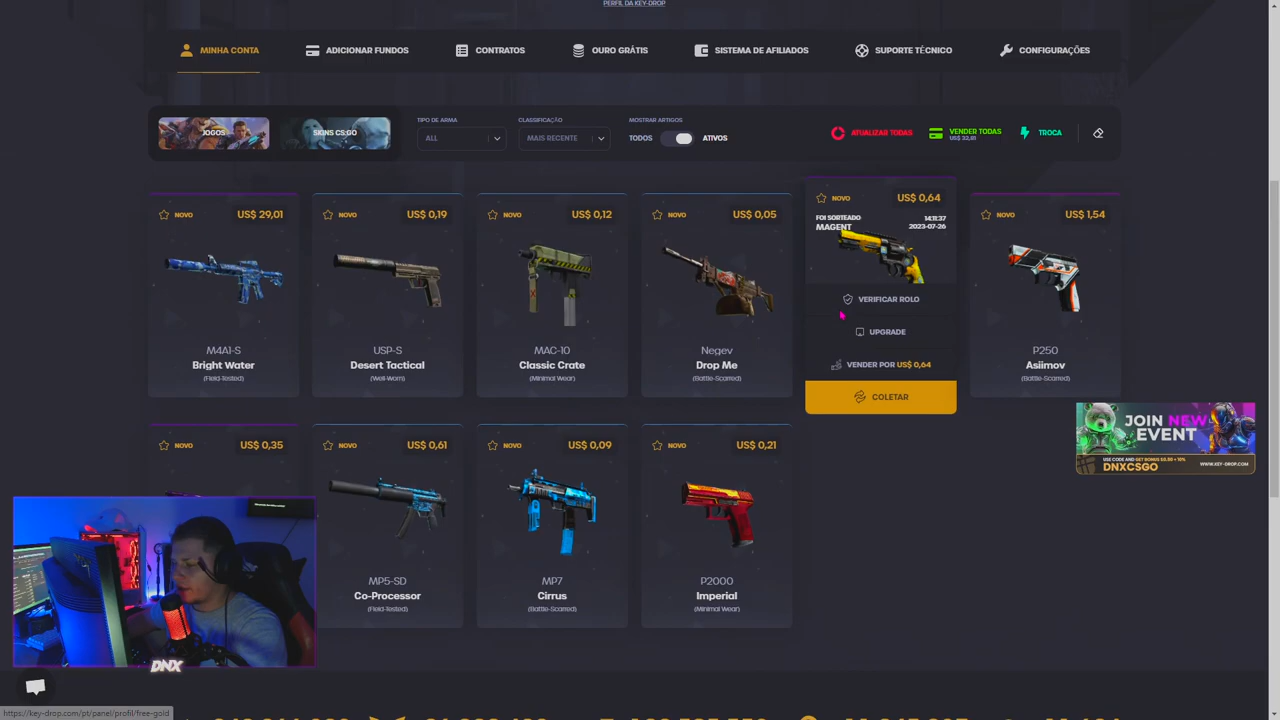 PERFIL DA KEY-DROP
MINHA CONTA
ADICIONAR FUNDOS
CONTRATOS
OURO GRÁTIS
SISTEMA DE AFILIADOS
SUPORTE TÉCNICO
CONFIGURAÇÕES
JOGOS
SKINS CS:GO
TIPO DE ARMA
ALL
CLASSIFICAÇÃO
MAIS RECENTE
MOSTRAR ARTIGOS
TODOS
ATIVOS
ATUALIZAR TODAS
VENDER TODAS
US$ 32,81
TROCA
NOVO
US$ 29,01
M4A1-S
Bright Water
(Field-Tested)
NOVO
US$ 0,19
USP-S
Desert Tactical
(Well-Worn)
NOVO
US$ 0,12
MAC-10
Classic Crate
(Minimal Wear)
NOVO
US$ 0,05
Negev
Drop Me
(Battle-Scarred)
NOVO
US$ 0,64
FOI SORTEADO
MAGENT
14:11:37
2023-07-26
VERIFICAR ROLO
UPGRADE
VENDER POR US$ 0,64
COLETAR
NOVO
US$ 1,54
P250
Asiimov
(Battle-Scarred)
JOIN NEW
EVENT
USE CODE AND GET BONUS $0.50 + 10%
DNXCSGO
WWW.KEY-DROP.COM
NOVO
US$ 0,35
NOVO
US$ 0,61
MP5-SD
Co-Processor
(Field-Tested)
NOVO
US$ 0,09
MP7
Cirrus
(Battle-Scarred)
NOVO
US$ 0,21
P2000
Imperial
(Minimal Wear)
DNX
https://key-drop.com/pt/panel/profil/free-gold